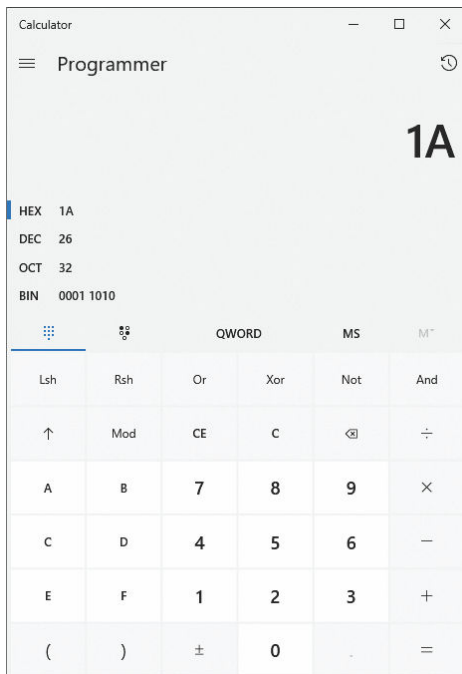 Calculator
Programmer
1A
HEX 1A
DEC 26
OCT 32
BIN 0001 1010
QWORD MS M˅
Lsh Rsh Or Xor Not And
↑ Mod CE C ⌫ ÷
A B 7 8 9 ×
C D 4 5 6 −
E F 1 2 3 +
( ) ± 0 . =